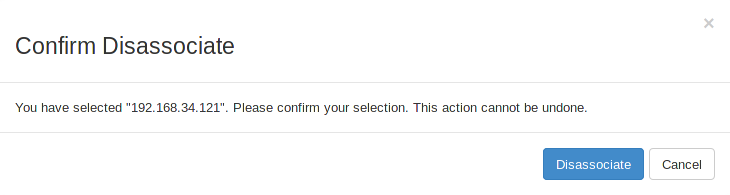 ×
Confirm Disassociate
You have selected "192.168.34.121". Please confirm your selection. This action cannot be undone.
Disassociate Cancel